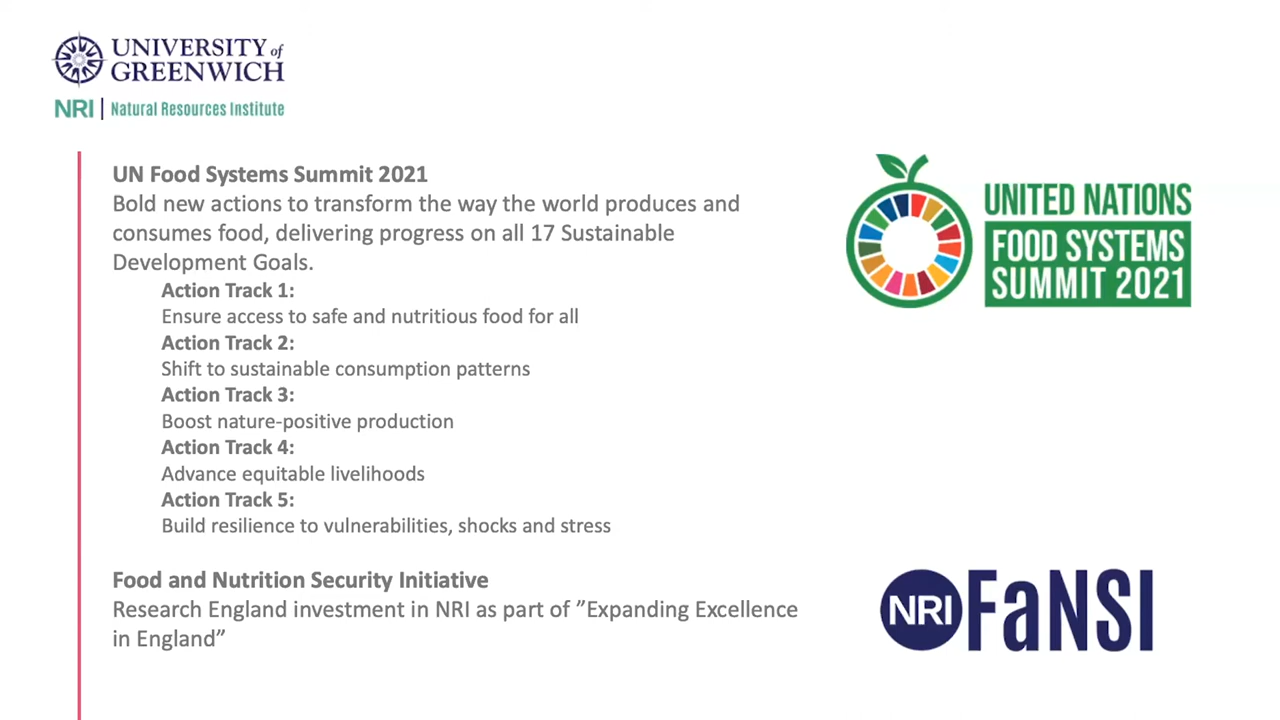 UNIVERSITY of
GREENWICH
NRI | Natural Resources Institute
UN Food Systems Summit 2021
Bold new actions to transform the way the world produces and
consumes food, delivering progress on all 17 Sustainable
Development Goals.
Action Track 1:
Ensure access to safe and nutritious food for all
Action Track 2:
Shift to sustainable consumption patterns
Action Track 3:
Boost nature-positive production
Action Track 4:
Advance equitable livelihoods
Action Track 5:
Build resilience to vulnerabilities, shocks and stress
Food and Nutrition Security Initiative
Research England investment in NRI as part of ”Expanding Excellence
in England”
UNITED NATIONS
FOOD SYSTEMS
SUMMIT 2021
NRI FaNSI